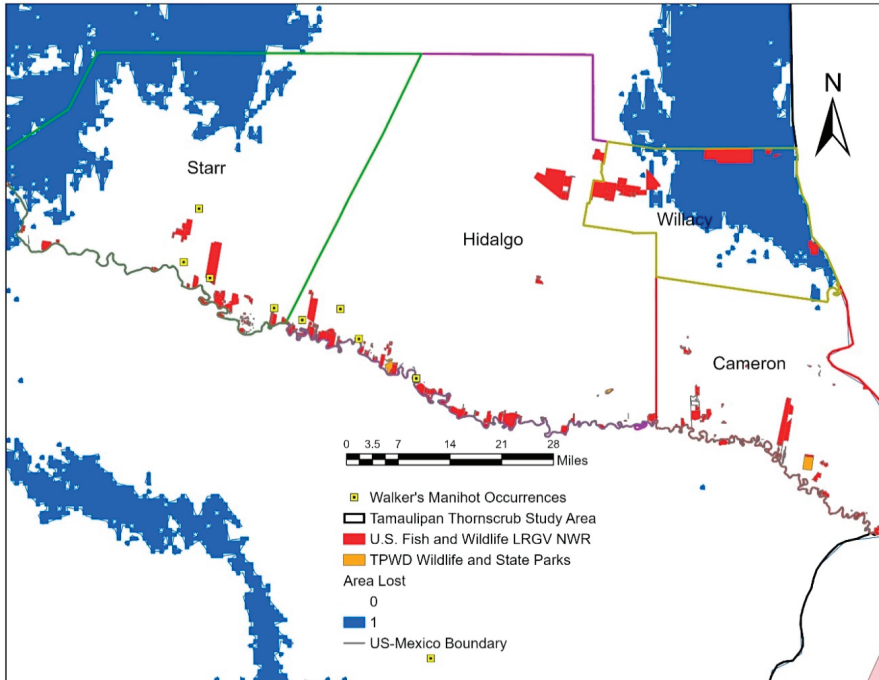 N
Starr
Willacy
Hidalgo
Cameron
0 3.5 7 14 21 28
Miles
Walker's Manihot Occurrences
Tamaulipan Thornscrub Study Area
U.S. Fish and Wildlife LRGV NWR
TPWD Wildlife and State Parks
Area Lost
0
1
US-Mexico Boundary